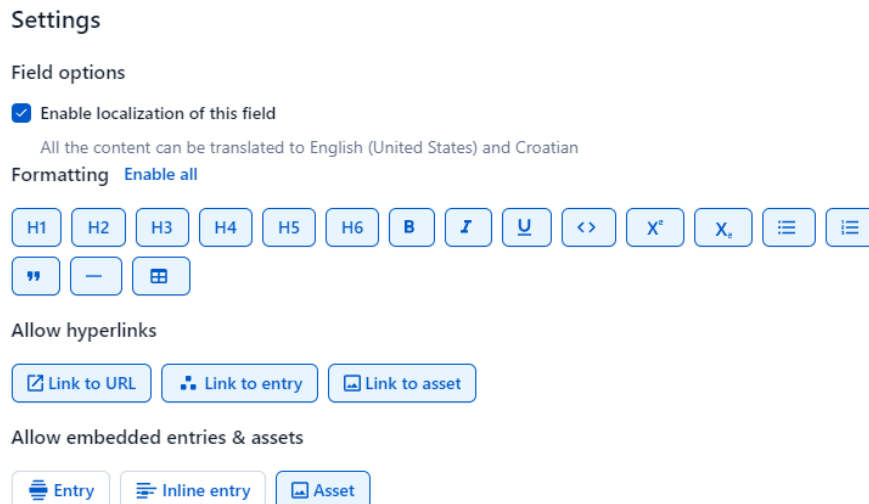 Settings
Field options
Enable localization of this field
All the content can be translated to English (United States) and Croatian
Formatting Enable all
H1 H2 H3 H4 H5 H6 B I U <> X² X₂
Allow hyperlinks
Link to URL Link to entry Link to asset
Allow embedded entries & assets
Entry Inline entry Asset